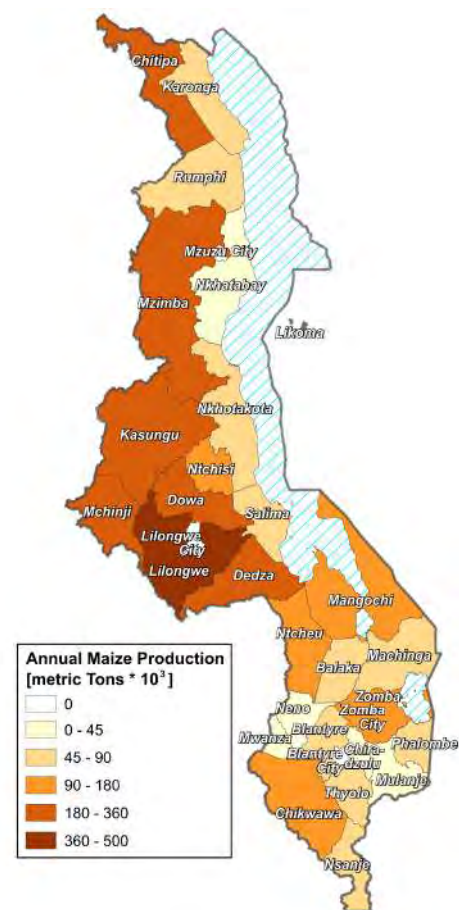 Chitipa
Karonga
Rumphi
Mzuzu City
Nkhatabay
Mzimba
Likoma
Nkhotakota
Kasungu
Ntchisi
Dowa
Mchinji
Salima
Lilongwe
City
Lilongwe
Dedza
Mangochi
Ntcheu
Machinga
Balaka
Zomba
Neno
Zomba
City
Blantyre
Phalombe
Mwanza
Chira-
dzulu
Blantyre
City
Mulanje
Thyolo
Chikwawa
Nsanje
Annual Maize Production
[metric Tons * 10³]
0
0 - 45
45 - 90
90 - 180
180 - 360
360 - 500